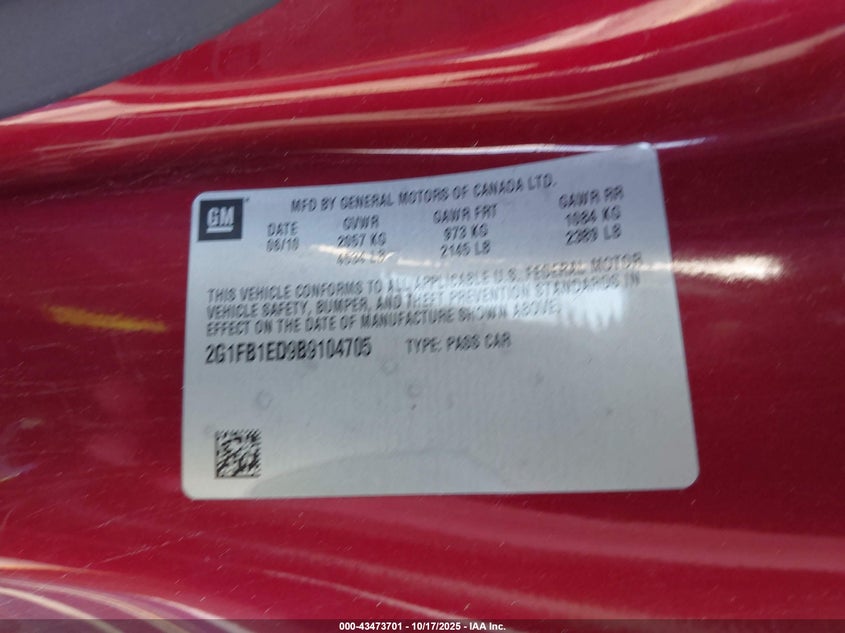 GM
MFD BY GENERAL MOTORS OF CANADA LTD.
DATE GVWR GAWR FRT GAWR RR
08/10 2057 KG 973 KG 1084 KG
4534 LB 2145 LB 2389 LB
THIS VEHICLE CONFORMS TO ALL APPLICABLE U.S. FEDERAL MOTOR
VEHICLE SAFETY, BUMPER, AND THEFT PREVENTION STANDARDS IN
EFFECT ON THE DATE OF MANUFACTURE SHOWN ABOVE.
2G1FB1ED9B9104705 TYPE: PASS CAR
000-43473701 - 10/17/2025 - IAA Inc.